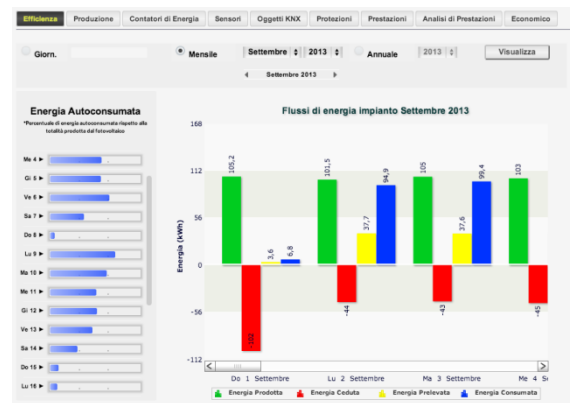 Efficienza Produzione Contatori di Energia Sensori Oggetti KNX Protezioni Prestazioni Analisi di Prestazioni Economico
Giorn. Mensile Settembre 2013 Annuale 2013 Visualizza
Settembre 2013
Energia Autoconsumata
*Percentuale di energia autoconsumata rispetto alla
totalità prodotta dal fotovoltaico
Me 4
Gi 5
Ve 6
Sa 7
Do 8
Lu 9
Ma 10
Me 11
Gi 12
Ve 13
Sa 14
Do 15
Lu 16
Flussi di energia impianto Settembre 2013
Energia (kWh)
168
112
56
0
-56
-112
105,2
-102
3,6
6,8
101,5
-44
37,7
94,9
105
-43
37,6
99,4
103
-45
Do 1 Settembre Lu 2 Settembre Ma 3 Settembre Me 4 S
Energia Prodotta Energia Ceduta Energia Prelevata Energia Consumata